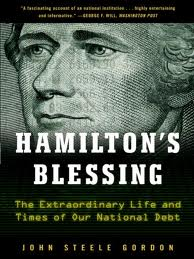 "A fascinating account of an national institution . . . highly entertaining
and informative." —GEORGE F. WILL, WASHINGTON POST
HAMILTON'S
BLESSING
The Extraordinary Life and
Times of Our National Debt
JOHN STEELE GORDON